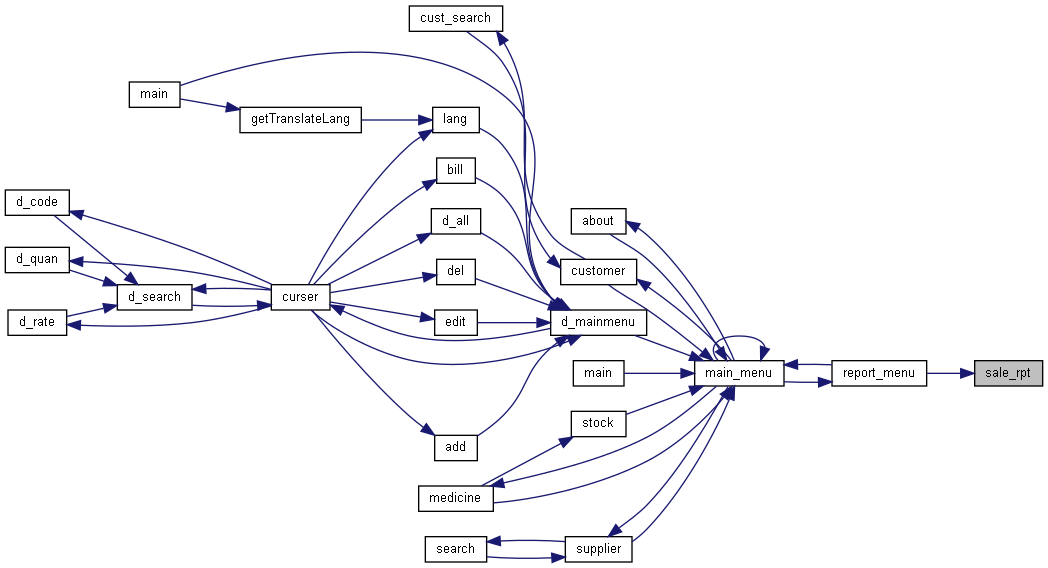 cust_search
main
getTranslateLang
lang
bill
d_code
d_all
about
d_quan
del
customer
d_search
curser
d_rate
edit
d_mainmenu
main
main_menu
report_menu
sale_rpt
stock
add
medicine
search
supplier